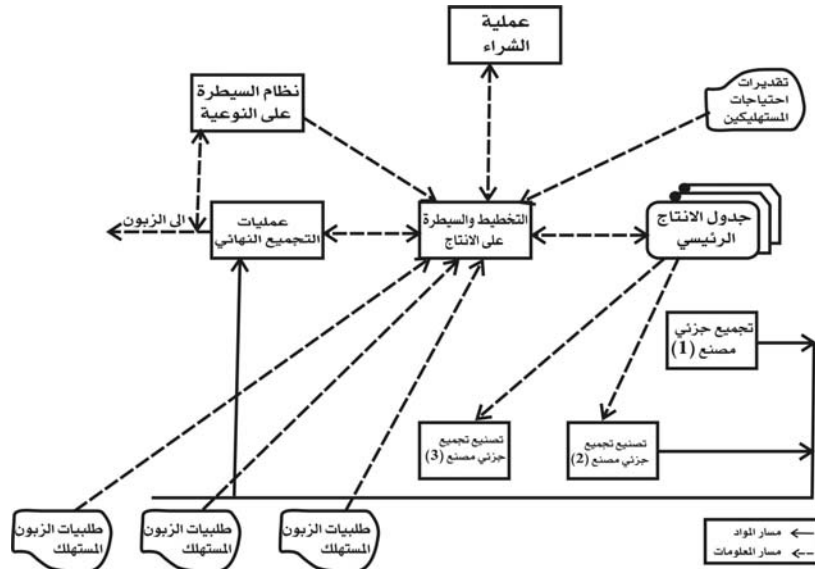 عملية
الشراء
نظام السيطرة
على النوعية
تقديرات
احتياجات
المستهليكين
الى الزبون
عمليات
التجميع النهائي
التخطيط والسيطرة
على الانتاج
جدول الانتاج
الرئيسي
تجميع جزئي
مصنع (1)
تصنيع تجميع
جزئي مصنع (2)
تصنيع تجميع
جزئي مصنع (3)
طلبيات الزبون
المستهلك
طلبيات الزبون
المستهلك
طلبيات الزبون
المستهلك
مسار المواد
مسار المعلومات